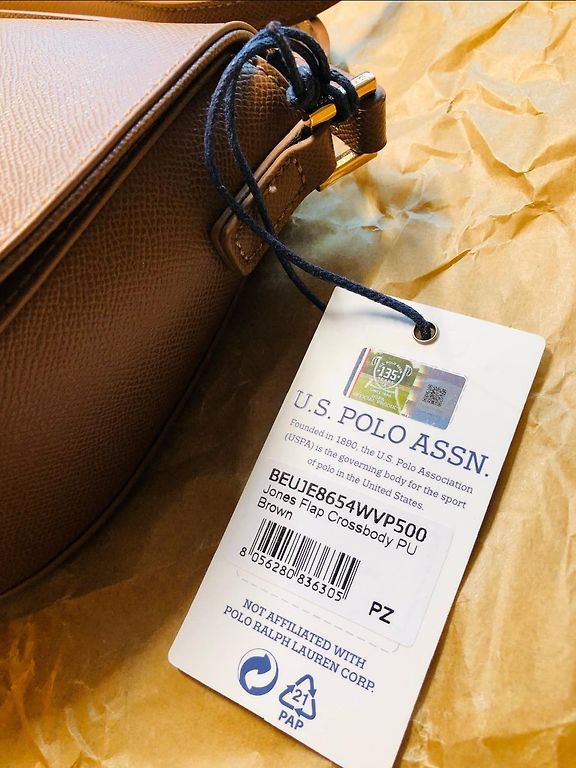 135
U.S. POLO ASSN.
Founded in 1890, the U.S. Polo Association
(USPA) is the governing body for the sport
of polo in the United States.
BEUJE8654WVP500
Jones Flap Crossbody PU
Brown
8 056280 836305
PZ
NOT AFFILIATED WITH
POLO RALPH LAUREN CORP.
21
PAP